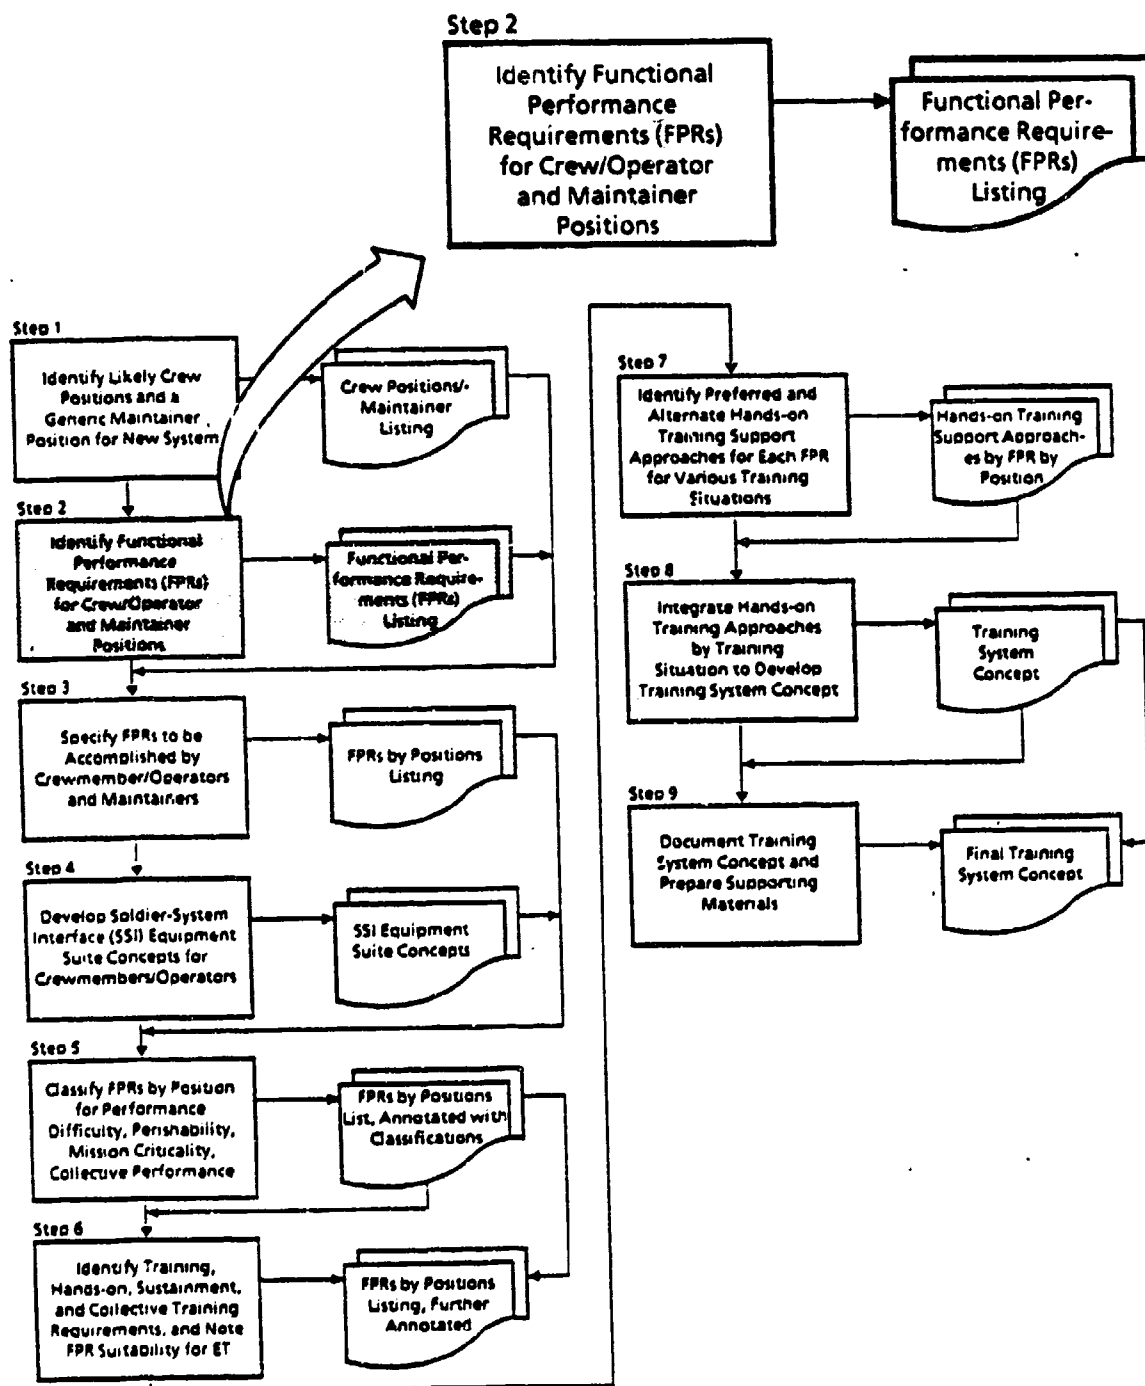 Step 2
Identify Functional
Performance
Requirements (FPRs)
for Crew/Operator
and Maintainer
Positions
Functional Per-
formance Require-
ments (FPRs)
Listing
Step 1
Identify Likely Crew
Positions and a
Generic Maintainer
Position for New System
Crew Positions/-
Maintainer
Listing
Step 2
Identify Functional
Performance
Requirements (FPRs)
for Crew/Operator
and Maintainer
Positions
Functional Per-
formance Require-
ments (FPRs)
Listing
Step 3
Specify FPRs to be
Accomplished by
Crewmember/Operators
and Maintainers
FPRs by Positions
Listing
Step 4
Develop Soldier-System
Interface (SSI) Equipment
Suite Concepts for
Crewmembers/Operators
SSI Equipment
Suite Concepts
Step 5
Classify FPRs by Position
for Performance
Difficulty, Perishability,
Mission Criticality,
Collective Performance
FPRs by Positions
List, Annotated with
Classifications
Step 6
Identify Training,
Hands-on, Sustainment,
and Collective Training
Requirements, and Note
FPR Suitability for ET
FPRs by Positions
Listing, Further
Annotated
Step 7
Identify Preferred and
Alternate Hands-on
Training Support
Approaches for Each FPR
for Various Training
Situations
Hands-on Training
Support Approach-
es by FPR by
Position
Step 8
Integrate Hands-on
Training Approaches
by Training
Situation to Develop
Training System Concept
Training
System
Concept
Step 9
Document Training
System Concept and
Prepare Supporting
Materials
Final Training
System Concept